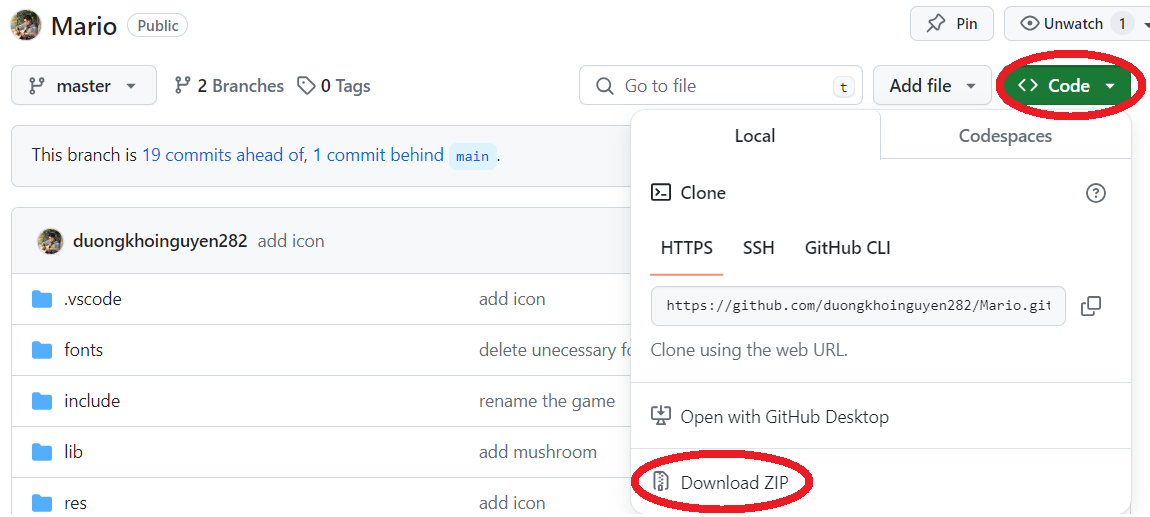 Mario Public
Pin
Unwatch 1
master
2 Branches
0 Tags
Go to file t
Add file
<> Code
This branch is 19 commits ahead of, 1 commit behind main .
duongkhoinguyen282 add icon
.vscode add icon
fonts delete unecessary
include rename the game
lib add mushroom
res add icon
Local
Codespaces
Clone
HTTPS SSH GitHub CLI
https://github.com/duongkhoinguyen282/Mario.git
Clone using the web URL.
Open with GitHub Desktop
Download ZIP